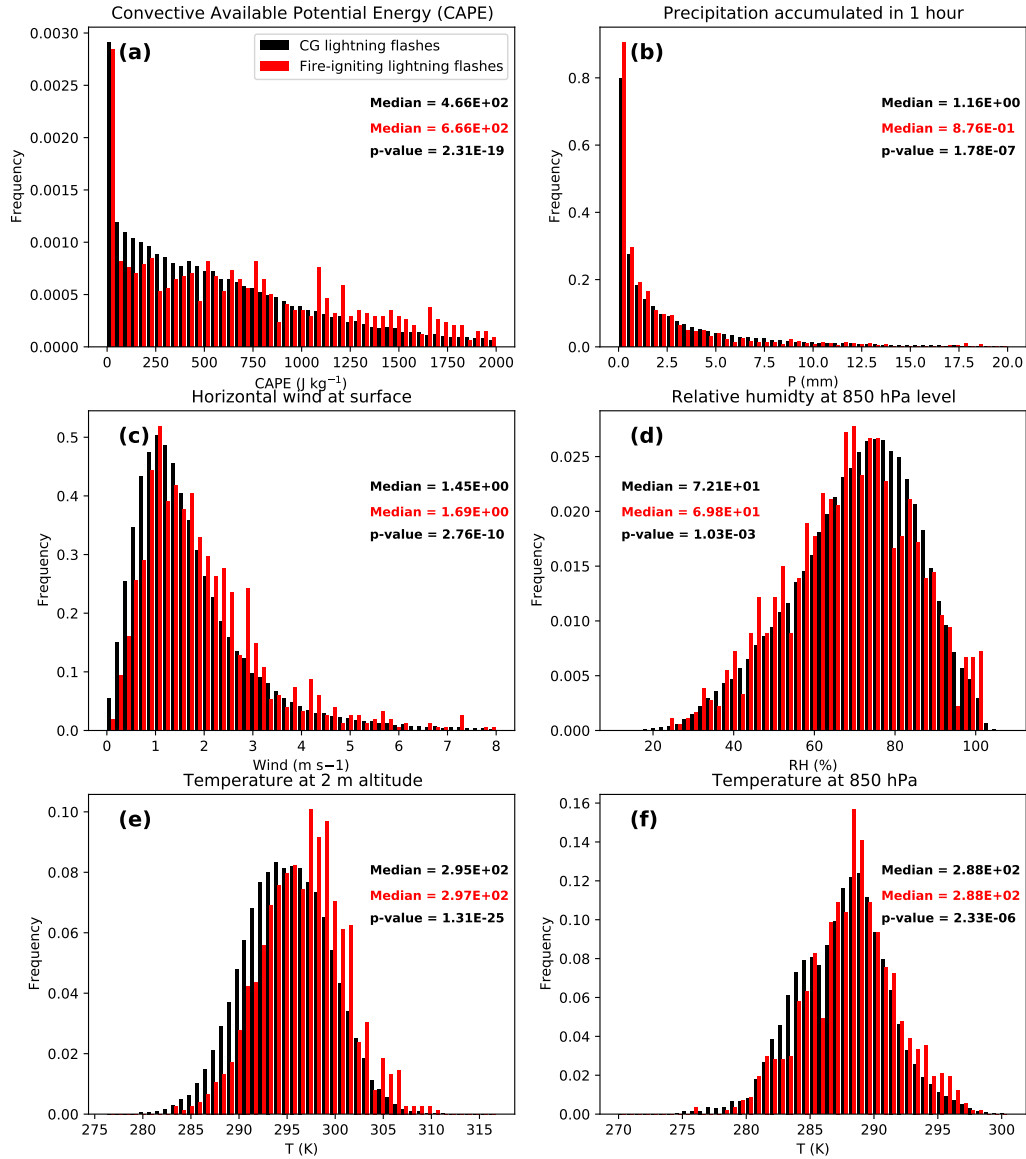 Convective Available Potential Energy (CAPE)
(a)
CG lightning flashes
Fire-igniting lightning flashes
Median = 4.66E+02
Median = 6.66E+02
p-value = 2.31E-19
Frequency
0.0030
0.0025
0.0020
0.0015
0.0010
0.0005
0.0000
0 250 500 750 1000 1250 1500 1750 2000
CAPE (J kg⁻¹)
Precipitation accumulated in 1 hour
(b)
Median = 1.16E+00
Median = 8.76E-01
p-value = 1.78E-07
Frequency
0.8
0.6
0.4
0.2
0.0
0.0 2.5 5.0 7.5 10.0 12.5 15.0 17.5 20.0
P (mm)
Horizontal wind at surface
(c)
Median = 1.45E+00
Median = 1.69E+00
p-value = 2.76E-10
Frequency
0.5
0.4
0.3
0.2
0.1
0.0
0 1 2 3 4 5 6 7 8
Wind (m s−1)
Relative humidty at 850 hPa level
(d)
Median = 7.21E+01
Median = 6.98E+01
p-value = 1.03E-03
Frequency
0.025
0.020
0.015
0.010
0.005
0.000
20 40 60 80 100
RH (%)
Temperature at 2 m altitude
(e)
Median = 2.95E+02
Median = 2.97E+02
p-value = 1.31E-25
Frequency
0.10
0.08
0.06
0.04
0.02
0.00
275 280 285 290 295 300 305 310 315
T (K)
Temperature at 850 hPa
(f)
Median = 2.88E+02
Median = 2.88E+02
p-value = 2.33E-06
Frequency
0.16
0.14
0.12
0.10
0.08
0.06
0.04
0.02
0.00
270 275 280 285 290 295 300
T (K)